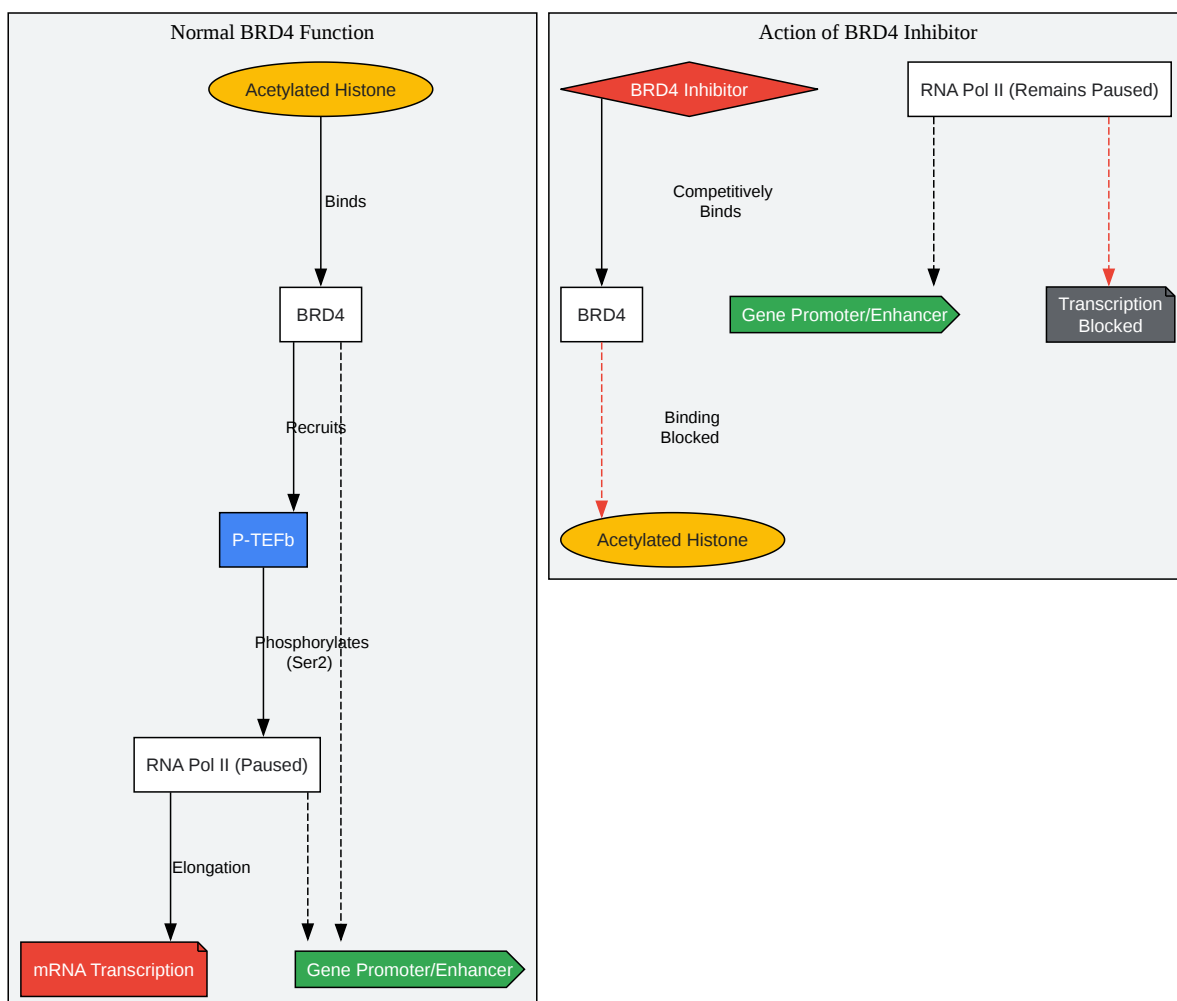 Normal BRD4 Function
Acetylated Histone
Binds
BRD4
Recruits
P-TEFb
Phosphorylates
(Ser2)
RNA Pol II (Paused)
Elongation
mRNA Transcription
Gene Promoter/Enhancer
Action of BRD4 Inhibitor
BRD4 Inhibitor
RNA Pol II (Remains Paused)
Competitively
Binds
BRD4
Gene Promoter/Enhancer
Transcription
Blocked
Binding
Blocked
Acetylated Histone